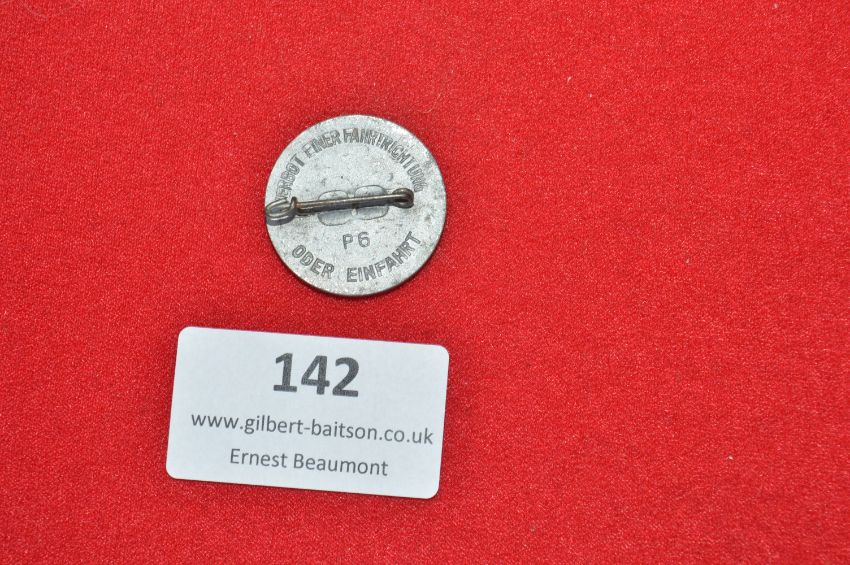 VERBOT EINER FAHRTRICHTUNG
P6
ODER EINFAHRT
142
www.gilbert-baitson.co.uk
Ernest Beaumont